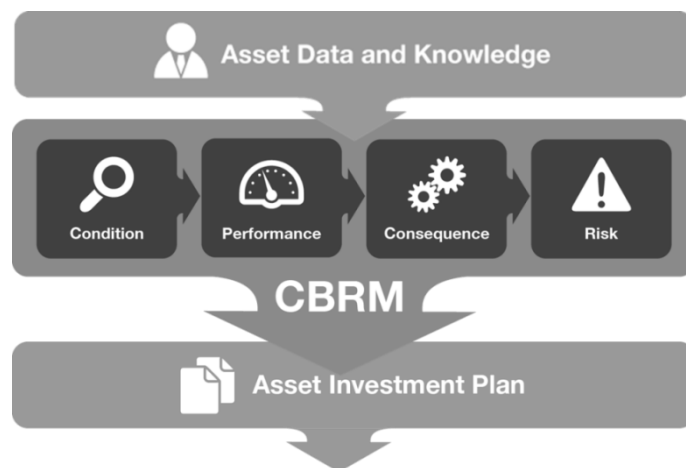 Asset Data and Knowledge
Condition
Performance
Consequence
Risk
CBRM
Asset Investment Plan